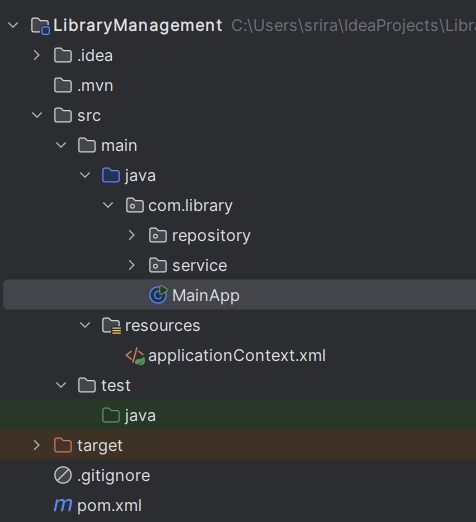 LibraryManagement C:\Users\srira\IdeaProjects\Libra
.idea
.mvn
src
main
java
com.library
repository
service
MainApp
resources
applicationContext.xml
test
java
target
.gitignore
m pom.xml